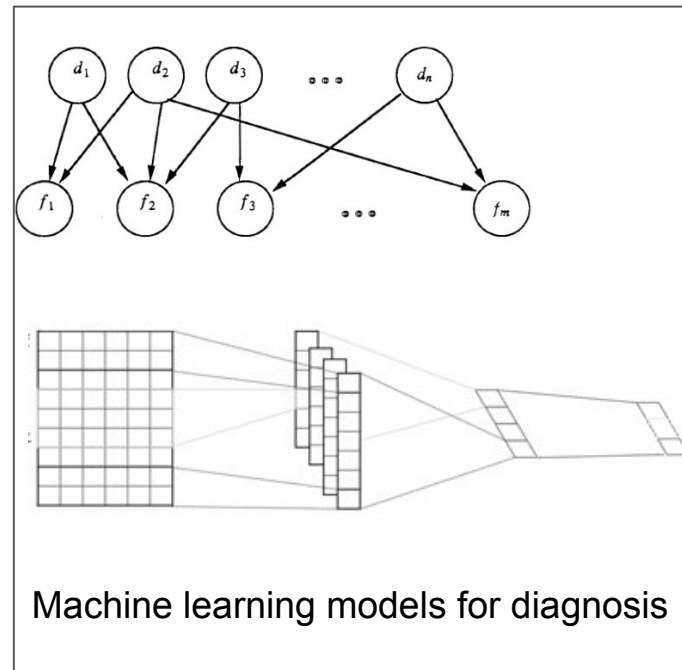 d₁ d₂ d₃ ••• dₙ
f₁ f₂ f₃ ••• fₘ
Machine learning models for diagnosis